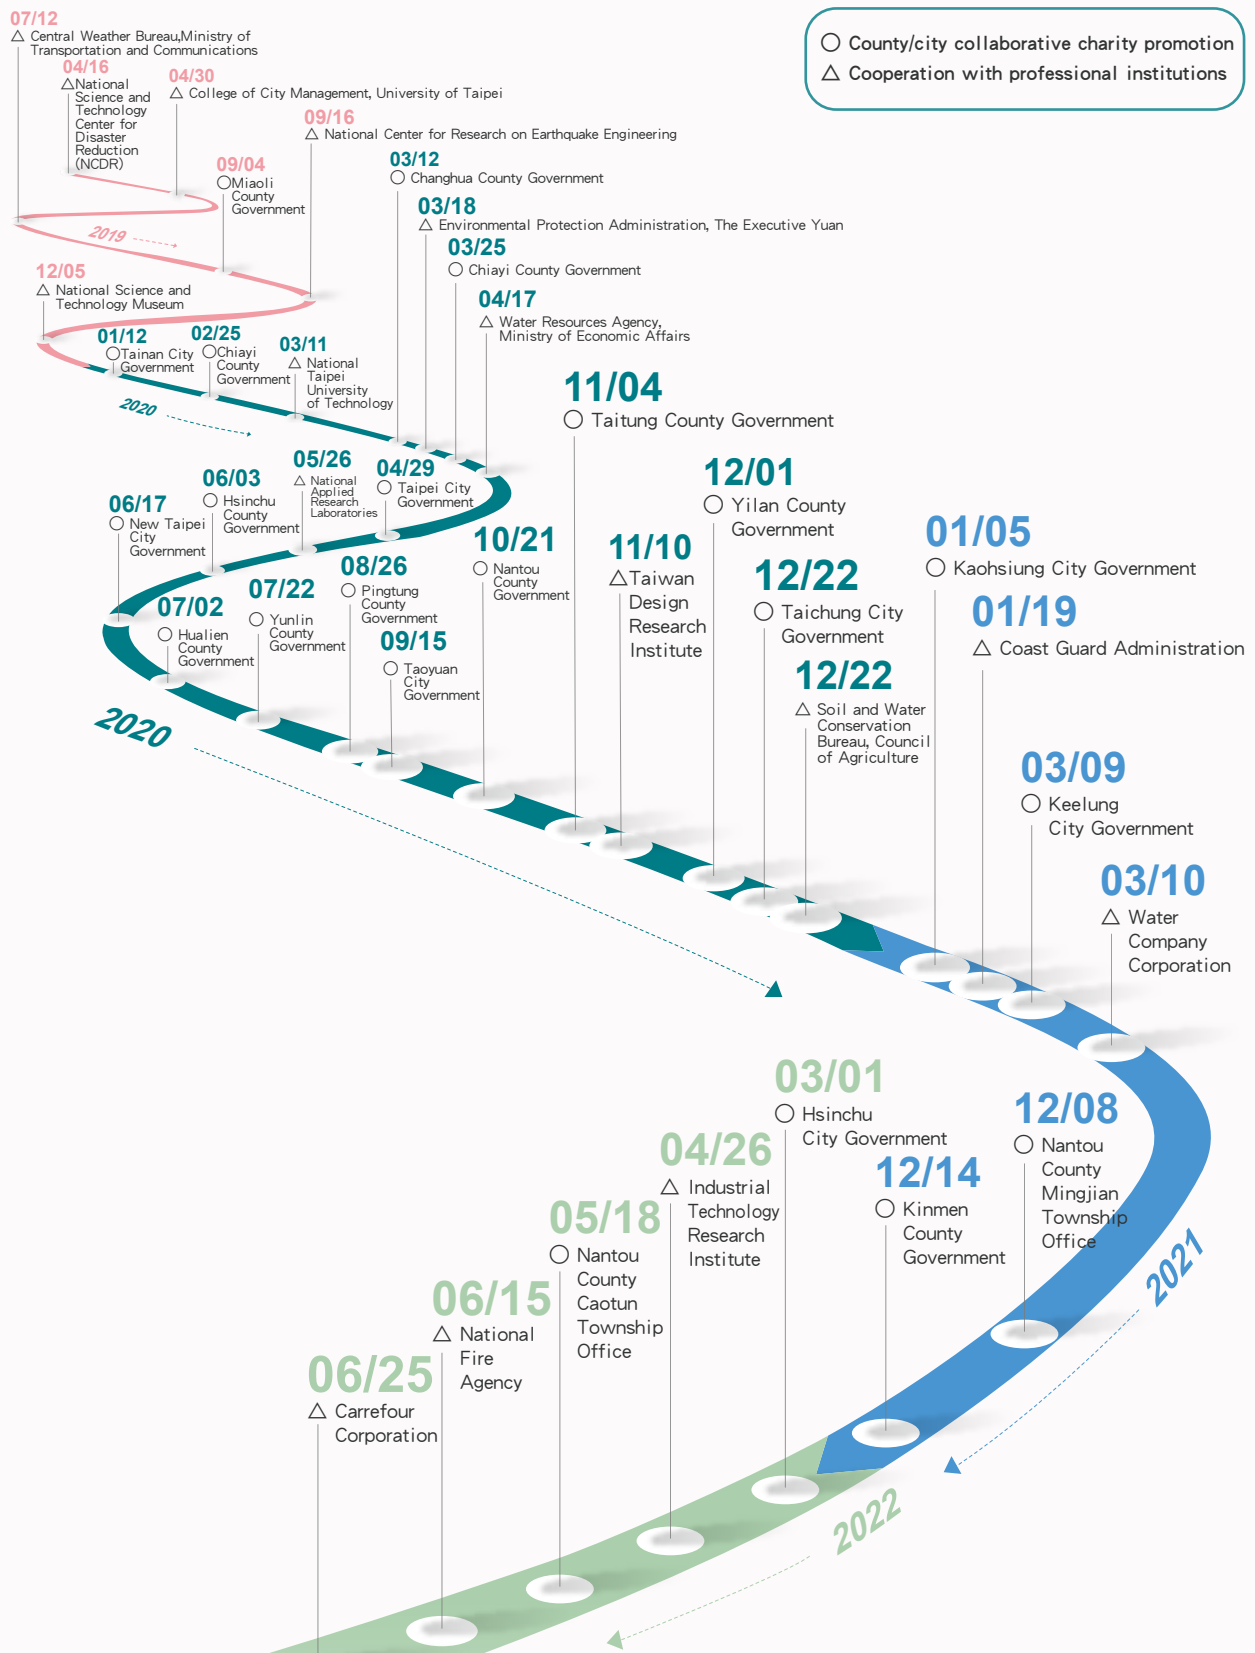 County/city collaborative charity promotion
Cooperation with professional institutions
07/12
Central Weather Bureau,Ministry of
Transportation and Communications
04/16
National
Science and
Technology
Center for
Disaster
Reduction
(NCDR)
04/30
College of City Management, University of Taipei
09/16
National Center for Research on Earthquake Engineering
09/04
Miaoli
County
Government
2019
12/05
National Science and
Technology Museum
03/12
Changhua County Government
03/18
Environmental Protection Administration, The Executive Yuan
03/25
Chiayi County Government
04/17
Water Resources Agency,
Ministry of Economic Affairs
01/12
Tainan City
Government
02/25
Chiayi
County
Government
03/11
National
Taipei
University
of Technology
2020
11/04
Taitung County Government
05/26
National
Applied
Research
Laboratories
04/29
Taipei City
Government
06/03
Hsinchu
County
Government
06/17
New Taipei
City
Government
12/01
Yilan County
Government
10/21
Nantou
County
Government
11/10
Taiwan
Design
Research
Institute
08/26
Pingtung
County
Government
07/22
Yunlin
County
Government
07/02
Hualien
County
Government
09/15
Taoyuan
City
Government
12/22
Taichung City
Government
12/22
Soil and Water
Conservation
Bureau, Council
of Agriculture
2020
01/05
Kaohsiung City Government
01/19
Coast Guard Administration
03/09
Keelung
City Government
03/10
Water
Company
Corporation
12/08
Nantou
County
Mingjian
Township
Office
12/14
Kinmen
County
Government
2021
03/01
Hsinchu
City Government
04/26
Industrial
Technology
Research
Institute
05/18
Nantou
County
Caotun
Township
Office
06/15
National
Fire
Agency
06/25
Carrefour
Corporation
2022